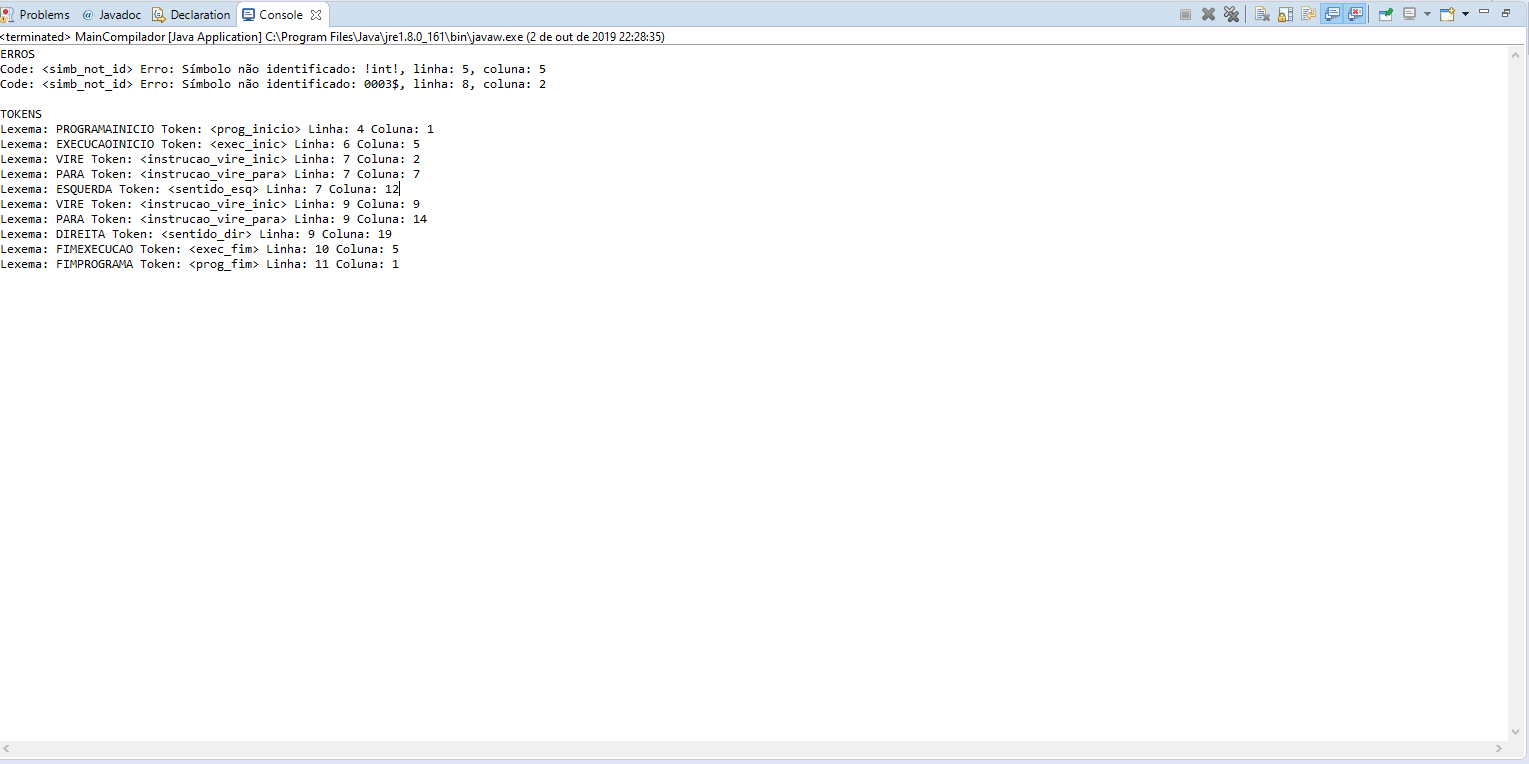 Problems @ Javadoc Declaration Console
<terminated> MainCompilador [Java Application] C:\Program Files\Java\jre1.8.0_161\bin\javaw.exe (2 de out de 2019 22:28:35)
ERROS
Code: <simb_not_id> Erro: Símbolo não identificado: !int!, linha: 5, coluna: 5
Code: <simb_not_id> Erro: Símbolo não identificado: 0003$, linha: 8, coluna: 2
TOKENS
Lexema: PROGRAMAINICIO Token: <prog_inicio> Linha: 4 Coluna: 1
Lexema: EXECUCAOINICIO Token: <exec_inic> Linha: 6 Coluna: 5
Lexema: VIRE Token: <instrucao_vire_inic> Linha: 7 Coluna: 2
Lexema: PARA Token: <instrucao_vire_para> Linha: 7 Coluna: 7
Lexema: ESQUERDA Token: <sentido_esq> Linha: 7 Coluna: 12
Lexema: VIRE Token: <instrucao_vire_inic> Linha: 9 Coluna: 9
Lexema: PARA Token: <instrucao_vire_para> Linha: 9 Coluna: 14
Lexema: DIREITA Token: <sentido_dir> Linha: 9 Coluna: 19
Lexema: FIMEXECUCAO Token: <exec_fim> Linha: 10 Coluna: 5
Lexema: FIMPROGRAMA Token: <prog_fim> Linha: 11 Coluna: 1